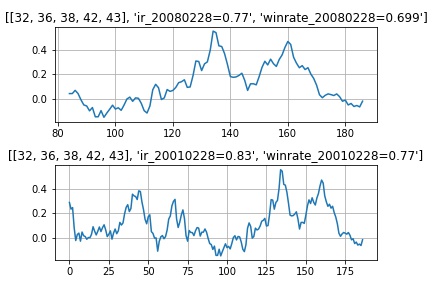 [[32, 36, 38, 42, 43], 'ir_20080228=0.77', 'winrate_20080228=0.699']
0.4
0.2
0.0
80 100 120 140 160 180
[[32, 36, 38, 42, 43], 'ir_20010228=0.83', 'winrate_20010228=0.77']
0.4
0.2
0.0
0 25 50 75 100 125 150 175